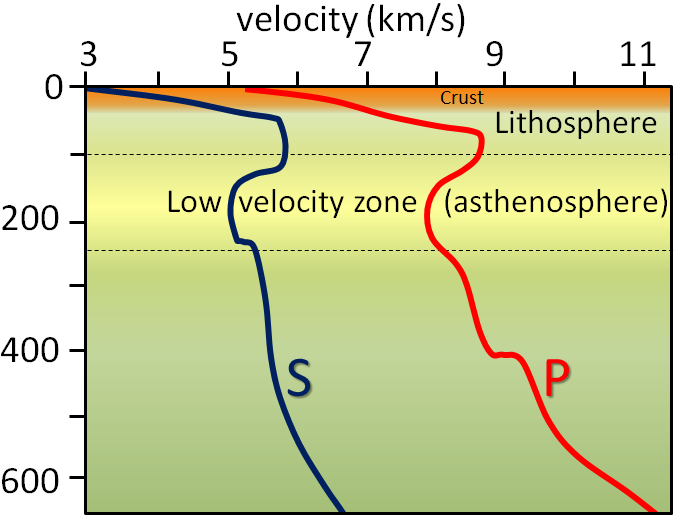 velocity (km/s)
3 5 7 9 11
0
Crust
Lithosphere
200
Low velocity zone (asthenosphere)
400
S P
600